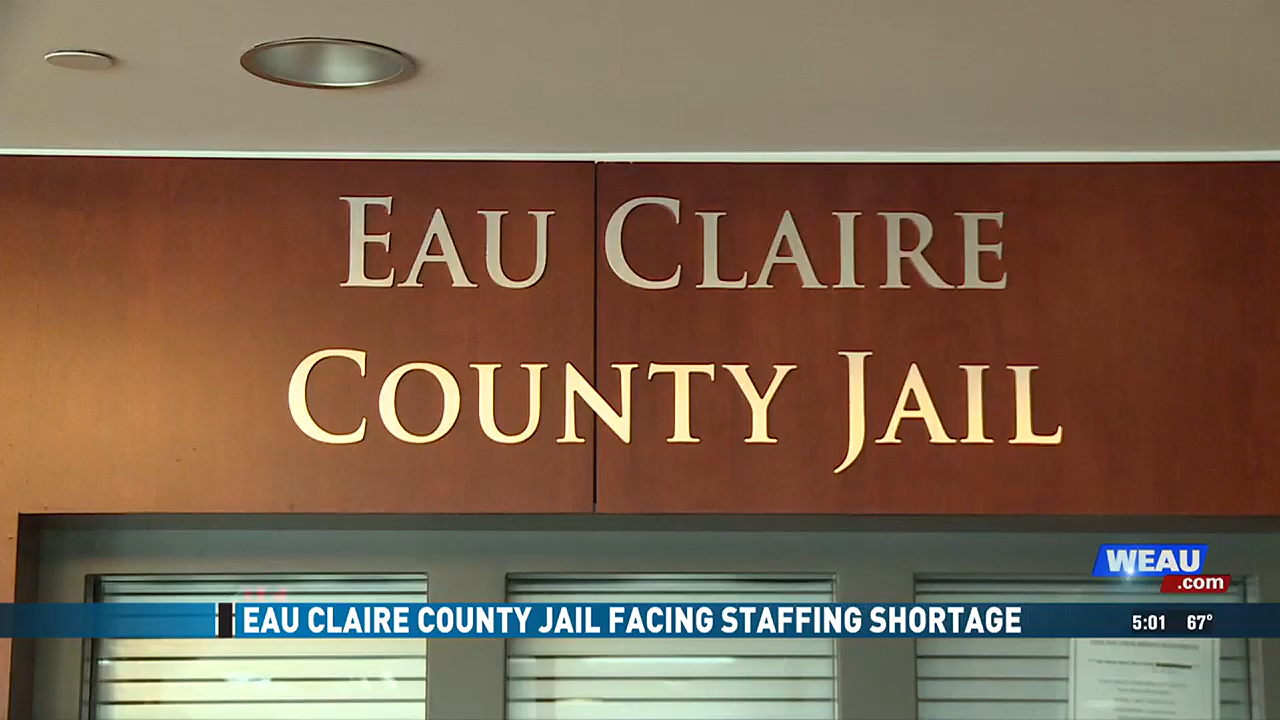 EAU CLAIRE
COUNTY JAIL
WEAU
.com
EAU CLAIRE COUNTY JAIL FACING STAFFING SHORTAGE
5:01 67°